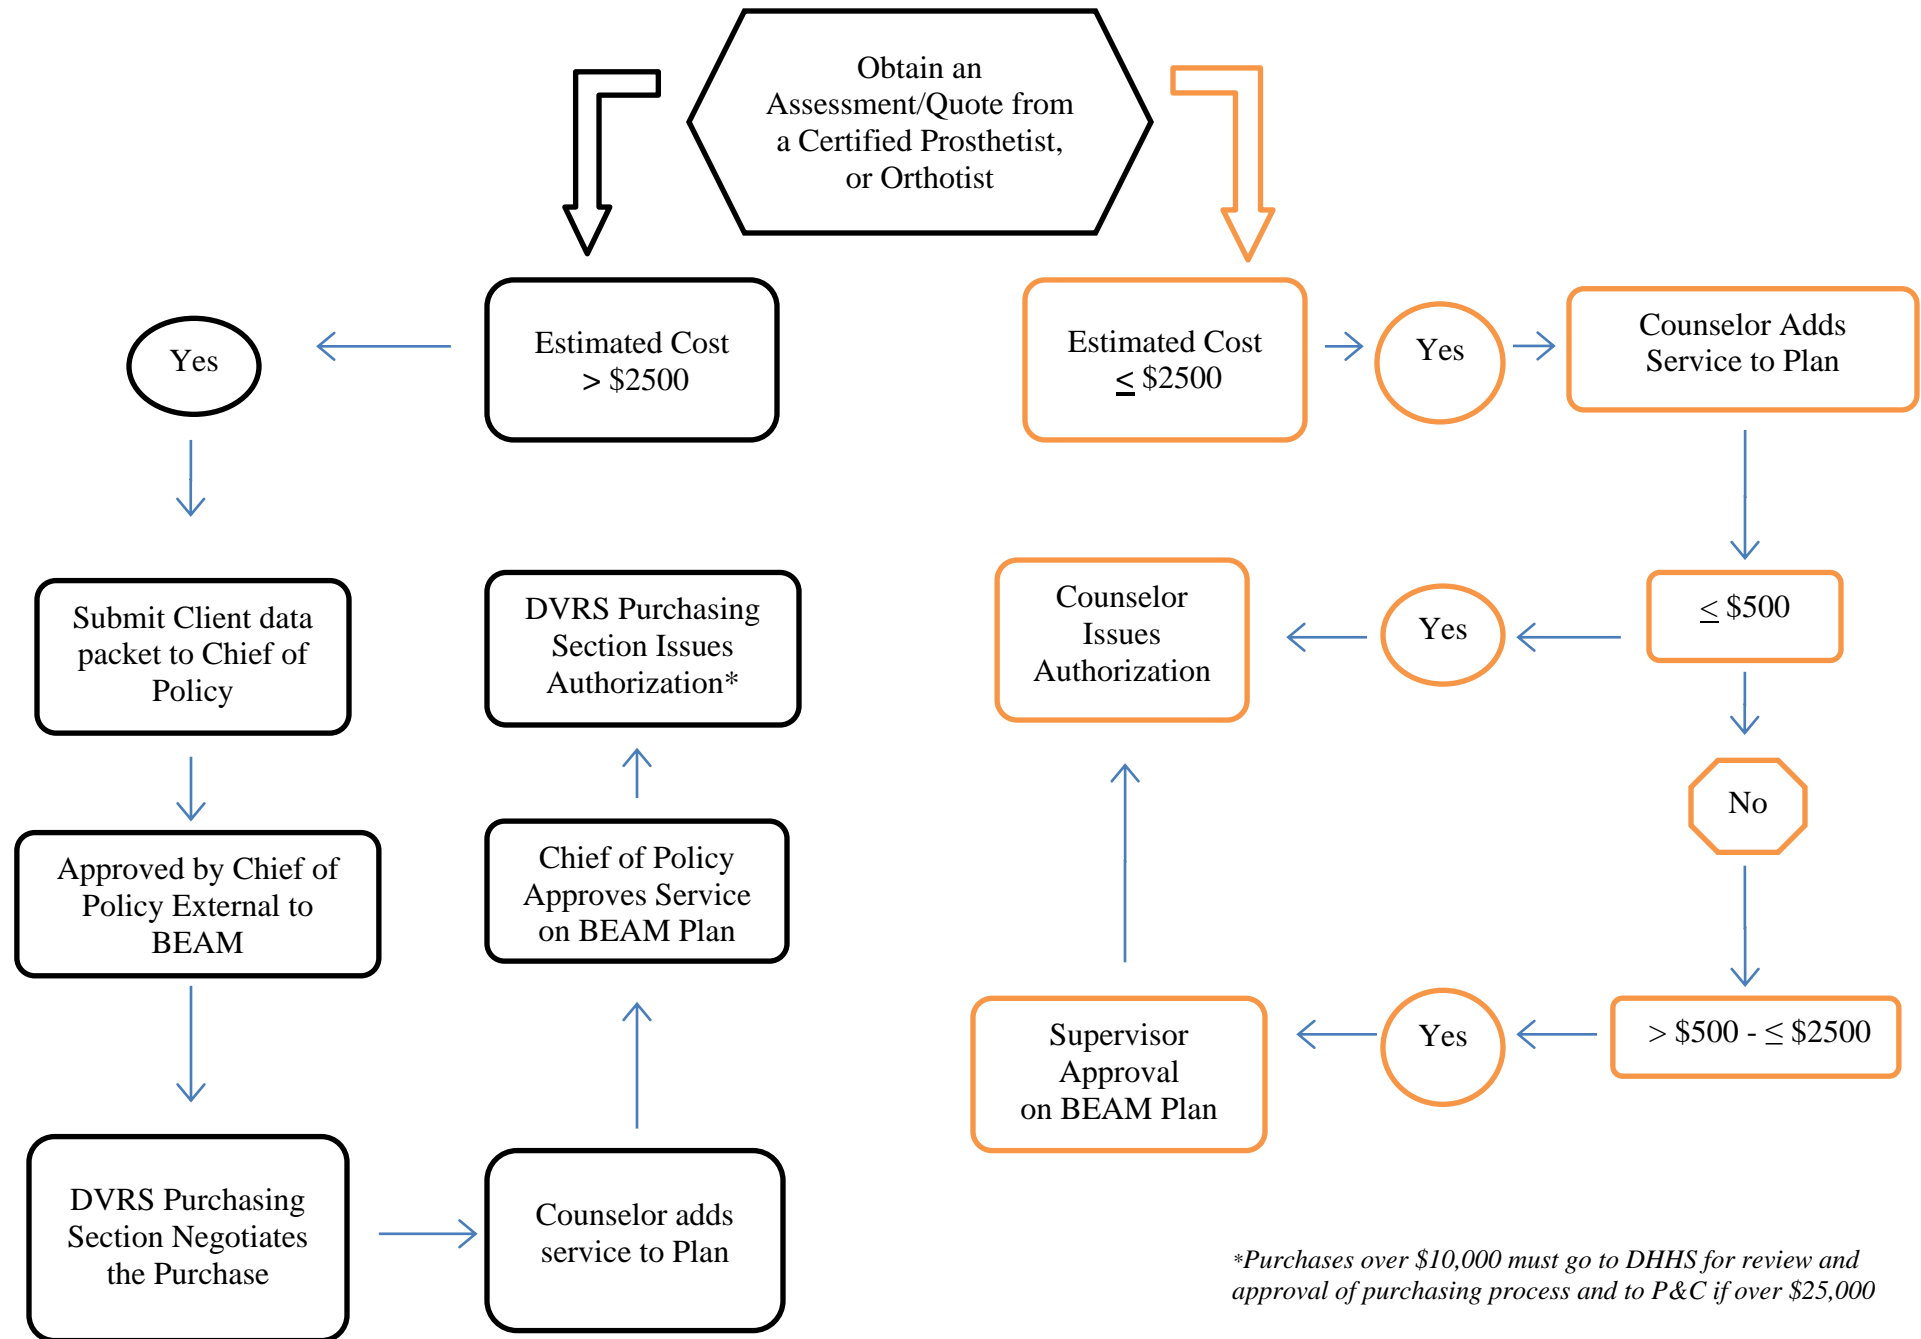 Obtain an
Assessment/Quote from
a Certified Prosthetist,
or Orthotist
Yes
Estimated Cost
> $2500
Estimated Cost
≤ $2500
Yes
Counselor Adds
Service to Plan
Submit Client data
packet to Chief of
Policy
DVRS Purchasing
Section Issues
Authorization*
Counselor
Issues
Authorization
Yes
≤ $500
No
Approved by Chief of
Policy External to
BEAM
Chief of Policy
Approves Service
on BEAM Plan
Supervisor
Approval
on BEAM Plan
Yes
> $500 - ≤ $2500
DVRS Purchasing
Section Negotiates
the Purchase
Counselor adds
service to Plan
*Purchases over $10,000 must go to DHHS for review and
approval of purchasing process and to P&C if over $25,000